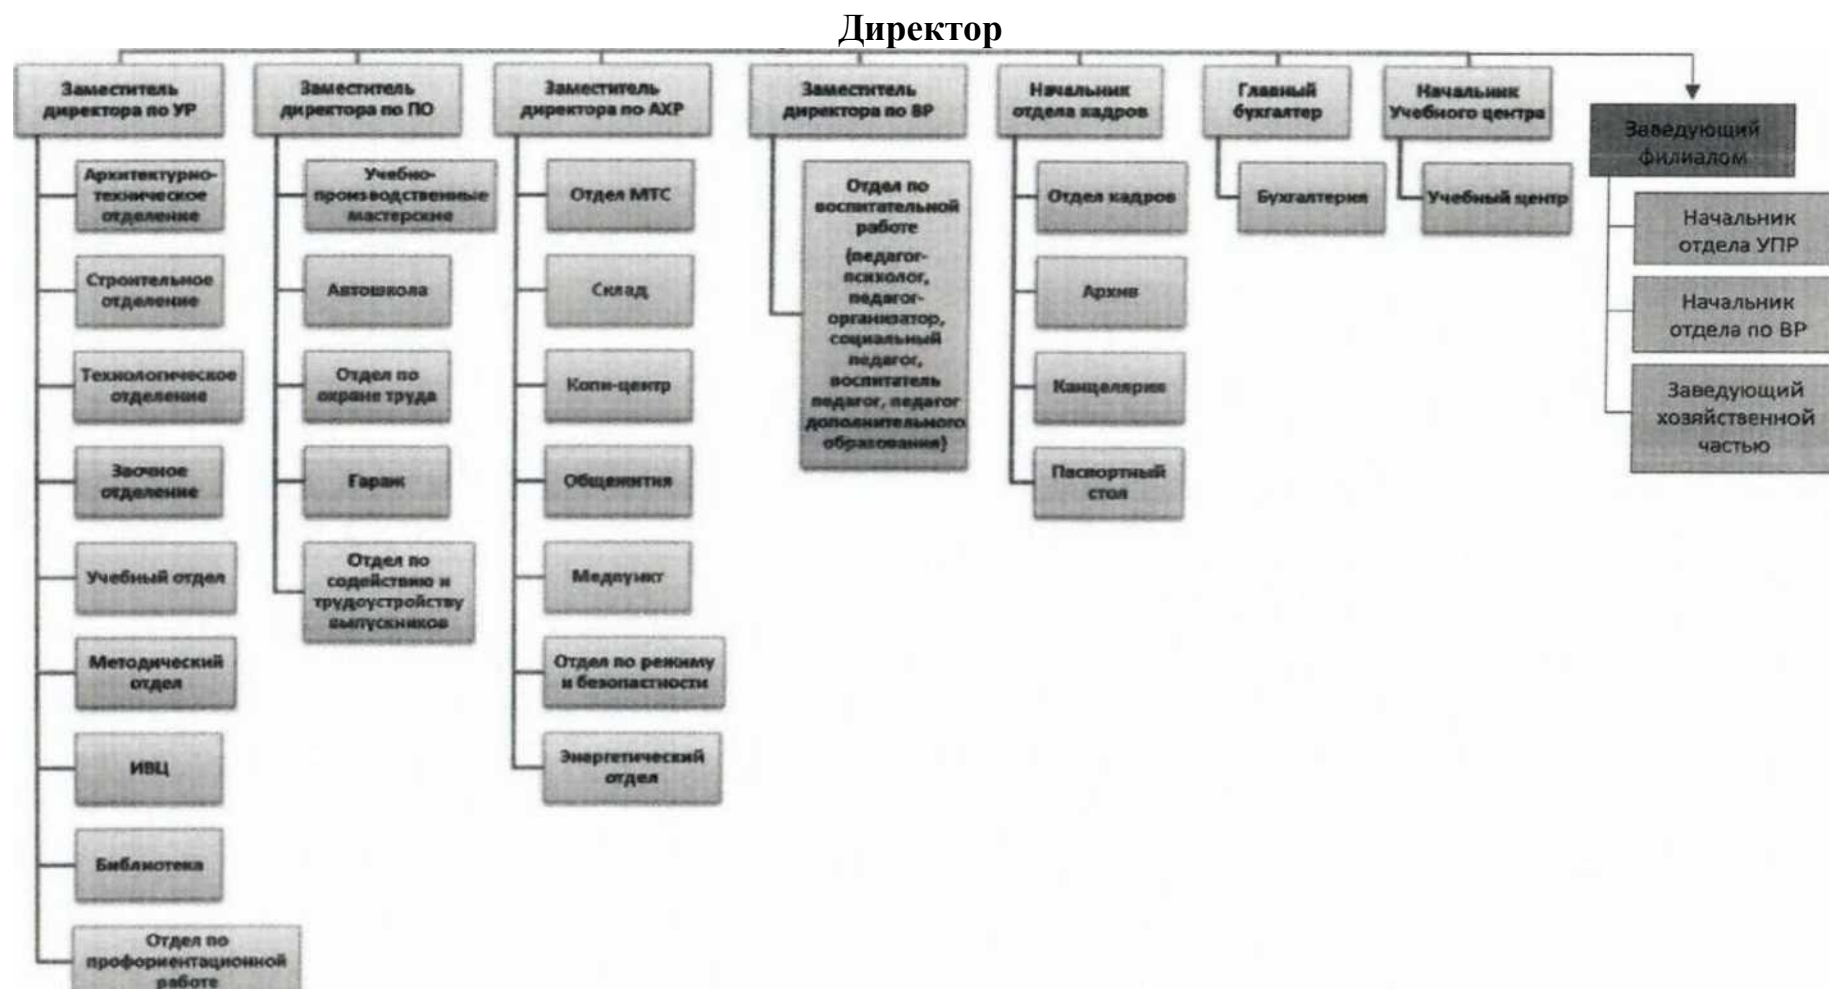 Директор
Заместитель
директора по УР
Архитектурно-
техническое
отделение
Строительное
отделение
Технологическое
отделение
Заочное
отделение
Учебный отдел
Методический
отдел
ИВЦ
Библиотека
Отдел по
профориентационной
работе
Заместитель
директора по ПО
Учебно-
производственные
мастерские
Автошкола
Отдел по
охране труда
Гараж
Отдел по
содействию и
трудоустройству
выпускников
Заместитель
директора по АХР
Отдел МТС
Склад
Копи-центр
Общежития
Медпункт
Отдел по режиму
и безопастности
Энергетический
отдел
Заместитель
директора по ВР
Отдел по
воспитательной
работе
(педагог-
психолог,
педагог-
организатор,
социальный
педагог,
воспитатель
педагог, педагог
дополнительного
образования)
Начальник
отдела кадров
Отдел кадров
Архив
Канцелярия
Паспортный
стол
Главный
бухгалтер
Бухгалтерия
Начальник
Учебного центра
Учебный центр
Заведующий
филиалом
Начальник
отдела УПР
Начальник
отдела по ВР
Заведующий
хозяйственной
частью